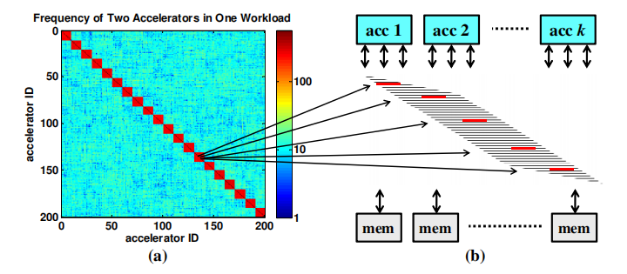 Frequency of Two Accelerators in One Workload
0
50
100
150
200
accelerator ID
0 50 100 150 200
accelerator ID
100
10
1
(a)
acc 1 acc 2 acc k
mem mem mem
(b)